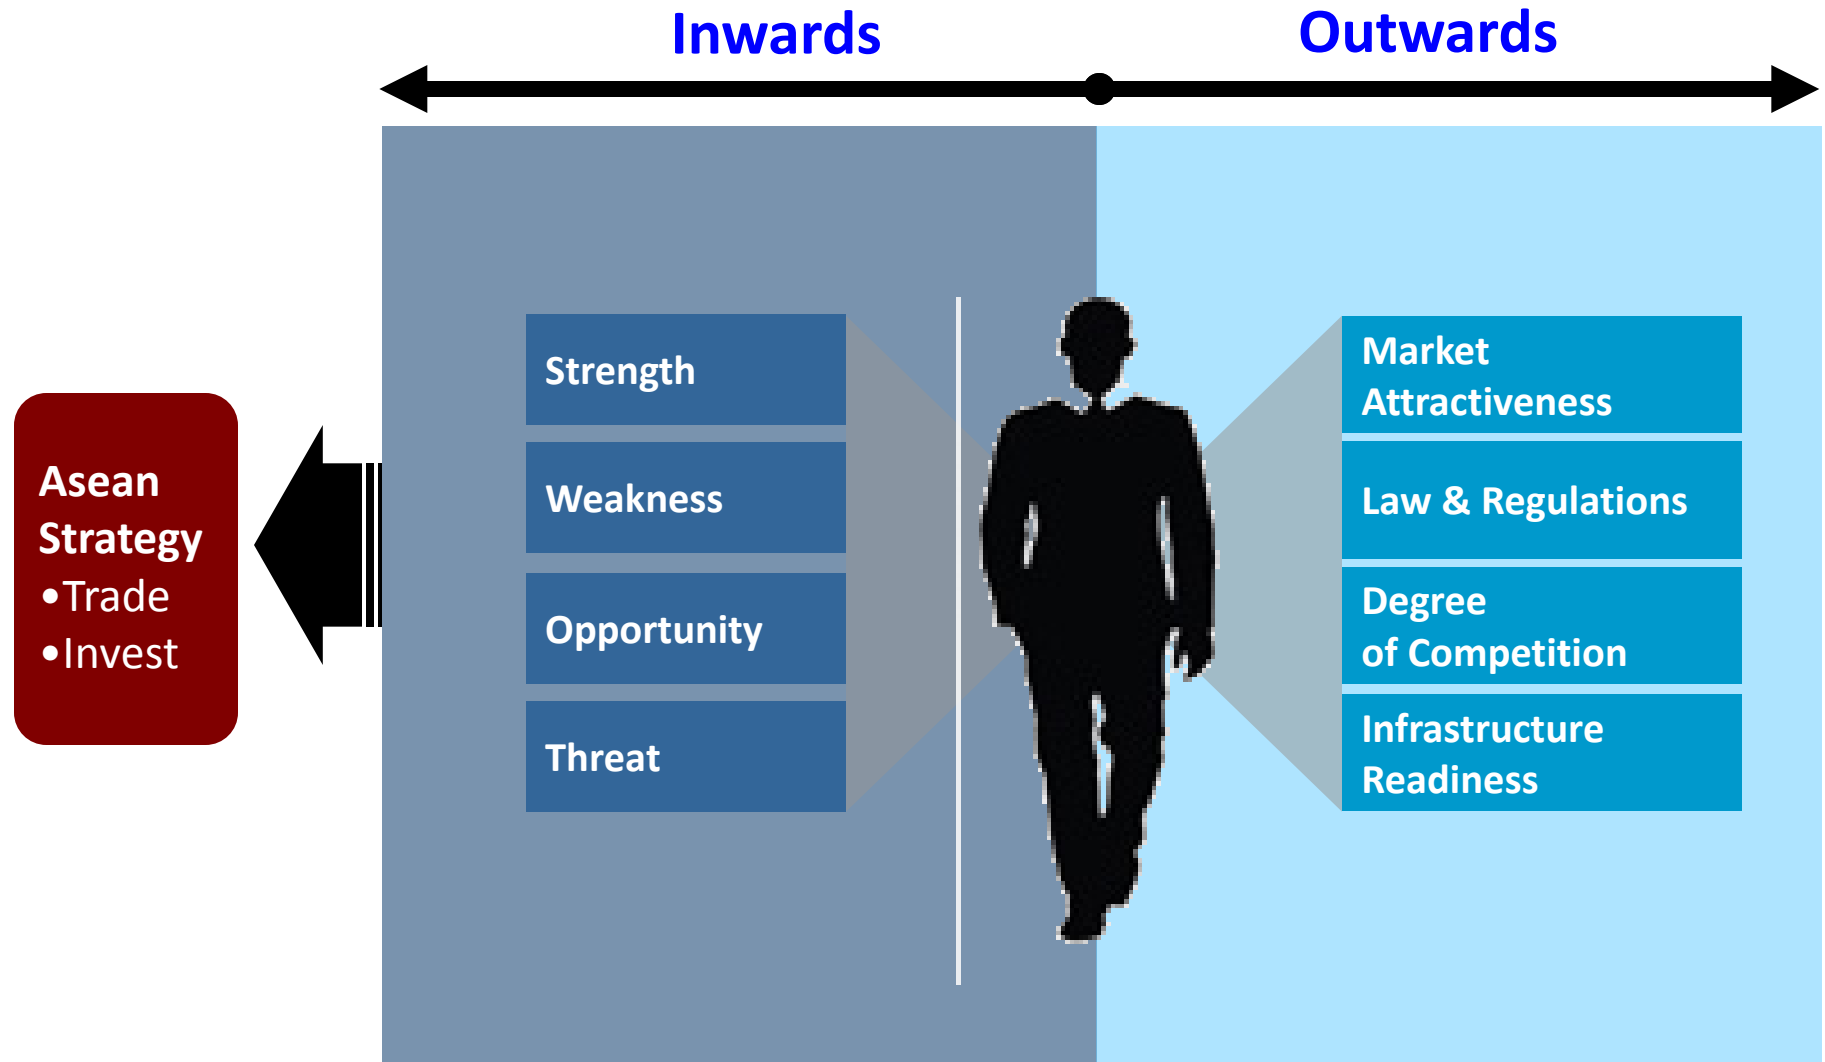 Inwards
Outwards
Asean
Strategy
•Trade
•Invest
Strength
Weakness
Opportunity
Threat
Market
Attractiveness
Law & Regulations
Degree
of Competition
Infrastructure
Readiness